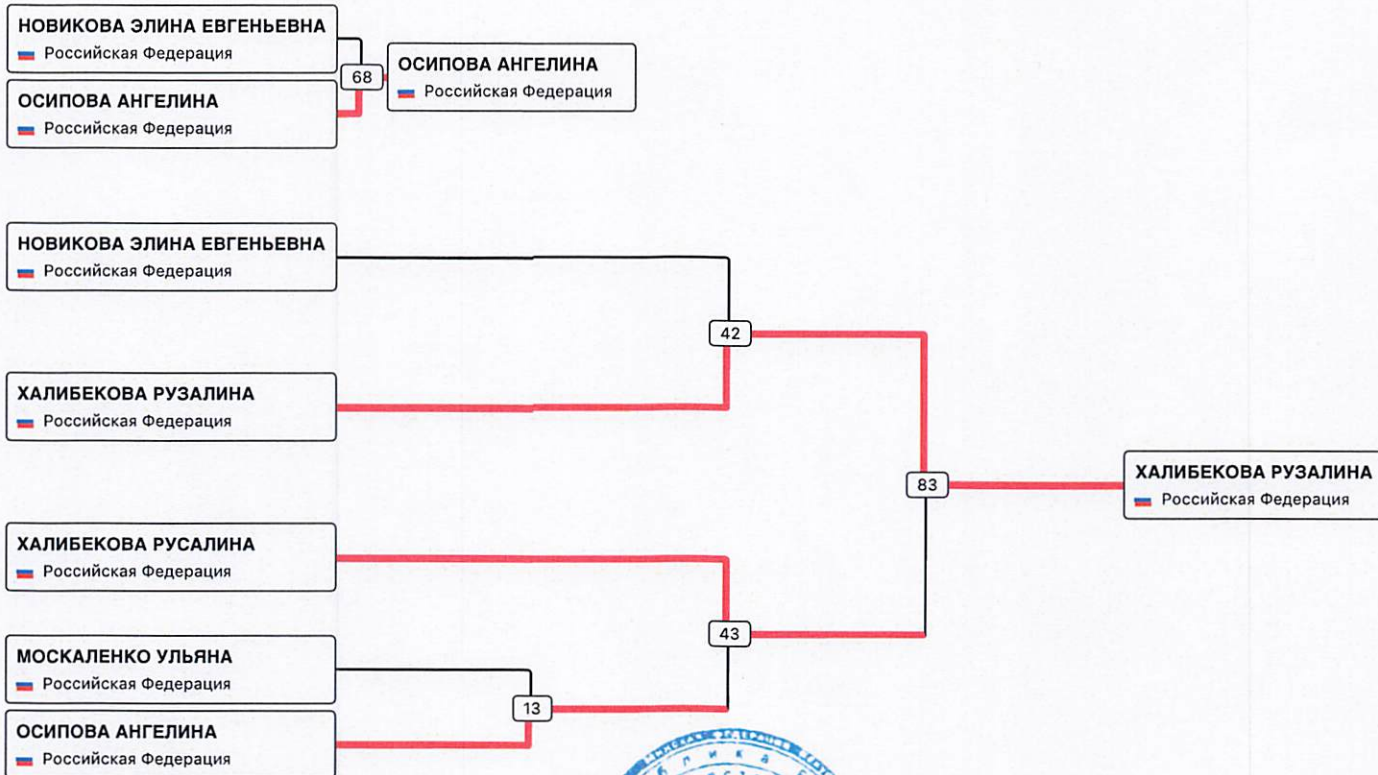 НОВИКОВА ЭЛИНА ЕВГЕНЬЕВНА
Российская Федерация
68
ОСИПОВА АНГЕЛИНА
Российская Федерация
ОСИПОВА АНГЕЛИНА
Российская Федерация
НОВИКОВА ЭЛИНА ЕВГЕНЬЕВНА
Российская Федерация
42
ХАЛИБЕКОВА РУЗАЛИНА
Российская Федерация
83
ХАЛИБЕКОВА РУЗАЛИНА
Российская Федерация
ХАЛИБЕКОВА РУСАЛИНА
Российская Федерация
43
МОСКАЛЕНКО УЛЬЯНА
Российская Федерация
13
ОСИПОВА АНГЕЛИНА
Российская Федерация